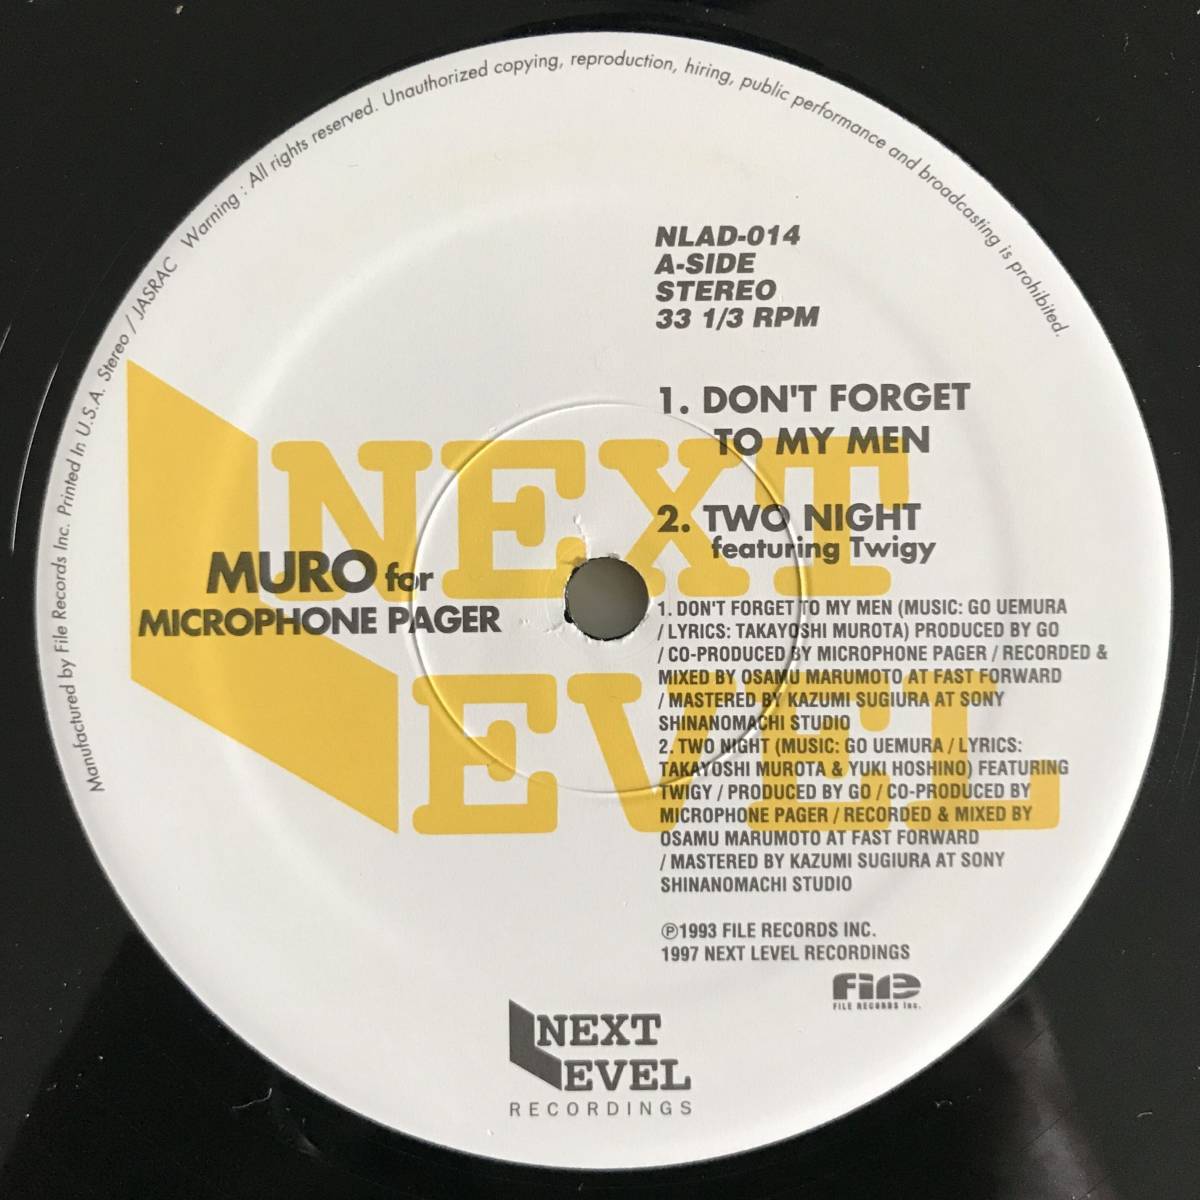 Manufactured by File Records Inc. Printed In U.S.A. Stereo / JASRAC Warning : All rights reserved. Unauthorized copying, reproduction, hiring, public performance and broadcasting is prohibited.
NLAD-014
A-SIDE
STEREO
33 1/3 RPM
1. DON'T FORGET
TO MY MEN
2. TWO NIGHT
featuring Twigy
NEXT
LEVEL
MURO for
MICROPHONE PAGER
1. DON'T FORGET TO MY MEN (MUSIC: GO UEMURA
/ LYRICS: TAKAYOSHI MUROTA) PRODUCED BY GO
/ CO-PRODUCED BY MICROPHONE PAGER / RECORDED &
MIXED BY OSAMU MARUMOTO AT FAST FORWARD
/ MASTERED BY KAZUMI SUGIURA AT SONY
SHINANOMACHI STUDIO
2. TWO NIGHT (MUSIC: GO UEMURA / LYRICS:
TAKAYOSHI MUROTA & YUKI HOSHINO) FEATURING
TWIGY / PRODUCED BY GO / CO-PRODUCED BY
MICROPHONE PAGER / RECORDED & MIXED BY
OSAMU MARUMOTO AT FAST FORWARD
/ MASTERED BY KAZUMI SUGIURA AT SONY
SHINANOMACHI STUDIO
℗1993 FILE RECORDS INC.
1997 NEXT LEVEL RECORDINGS
File
FILE RECORDS Inc.
NEXT
LEVEL
RECORDINGS